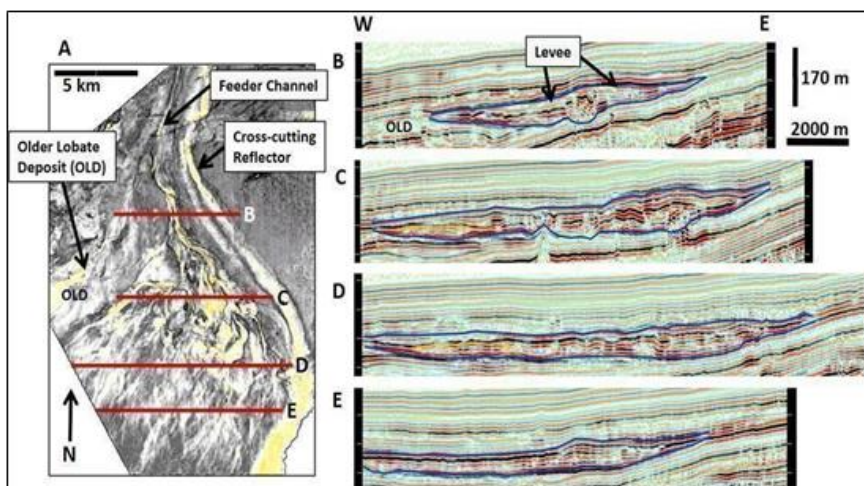 A
5 km
Feeder Channel
Cross-cutting
Reflector
Older Lobate
Deposit (OLD)
OLD
B
C
D
E
N
W
E
B
Levee
OLD
170 m
2000 m
C
D
E